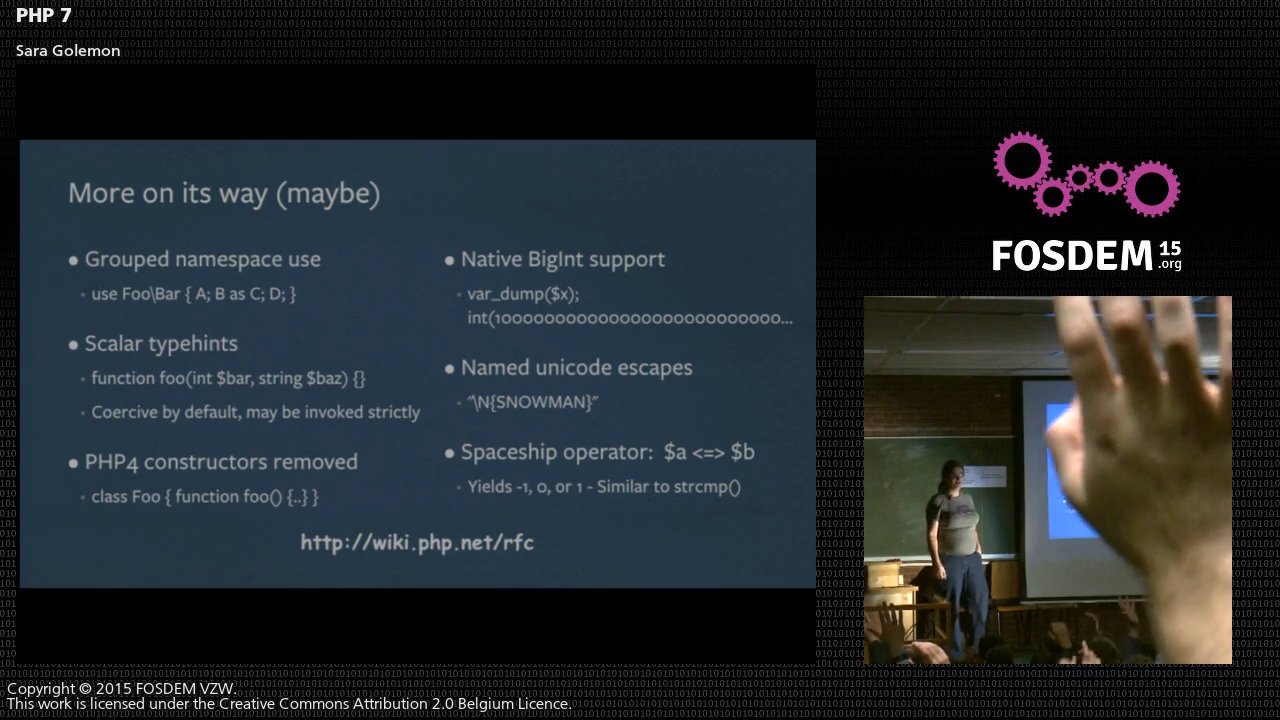 PHP 7
Sara Golemon
More on its way (maybe)
• Grouped namespace use
▪ use Foo\Bar { A; B as C; D; }
• Scalar typehints
▪ function foo(int $bar, string $baz) {}
▪ Coercive by default, may be invoked strictly
• PHP4 constructors removed
▪ class Foo { function foo() {..} }
• Native BigInt support
▪ var_dump($x);
int(10000000000000000000000000...
• Named unicode escapes
▪ "\N{SNOWMAN}"
• Spaceship operator: $a <=> $b
▪ Yields -1, 0, or 1 - Similar to strcmp()
http://wiki.php.net/rfc
FOSDEM 15
.org
Copyright © 2015 FOSDEM VZW.
This work is licensed under the Creative Commons Attribution 2.0 Belgium Licence.